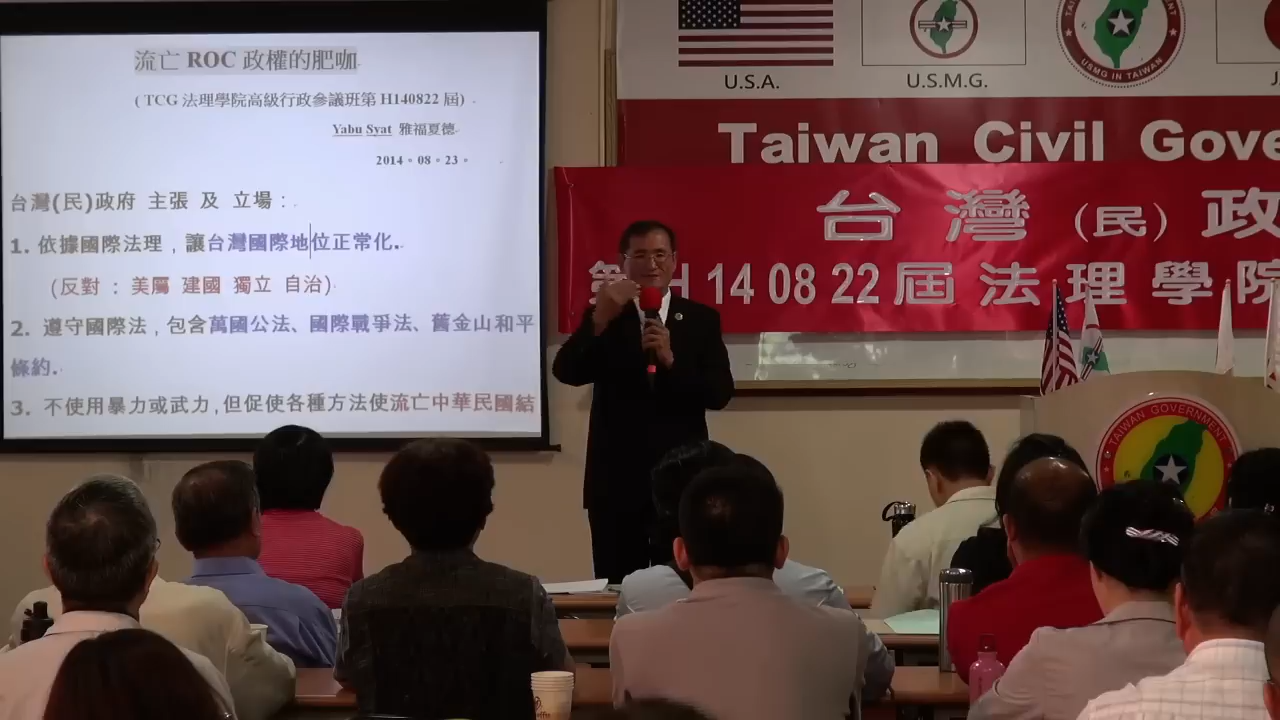 流亡 ROC 政權的肥咖
( TCG 法理學院高級行政參議班第 H140822 屆)
Yabu Syat 雅福夏德
2014。08。23。
台灣(民)政府 主張 及 立場：
1. 依據國際法理，讓台灣國際地位正常化。
(反對：美屬 建國 獨立 自治)
2. 遵守國際法，包含萬國公法、國際戰爭法、舊金山和平
條約。
3. 不使用暴力或武力，但促使各種方法使流亡中華民國結
U.S.A.
U.S.M.G.
USMG IN TAIWAN
J
Taiwan Civil Gove
台灣 (民) 政
第 H 14 08 22 屆 法 理 學 院
TAIWAN GOVERNMENT